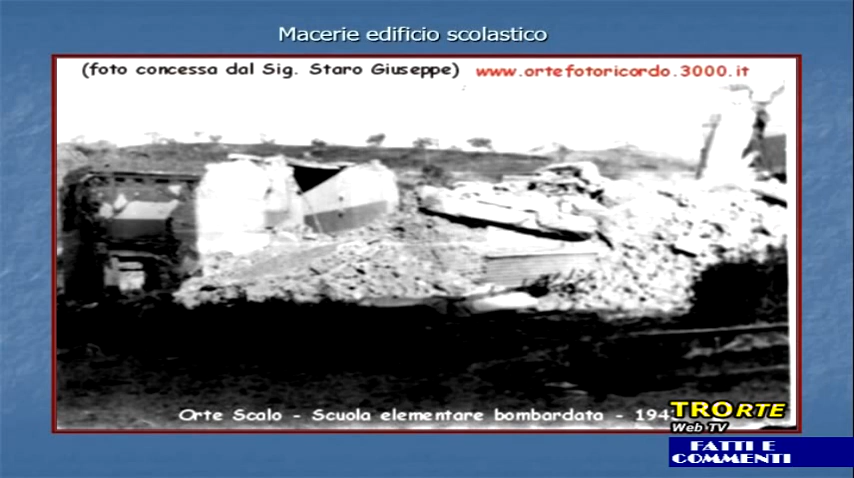 Macerie edificio scolastico
(foto concessa dal Sig. Staro Giuseppe) www.ortefotoricordo.3000.it
Orte Scalo - Scuola elementare bombardata -
TRORTE
Web TV
FATTI E
COMMENTI